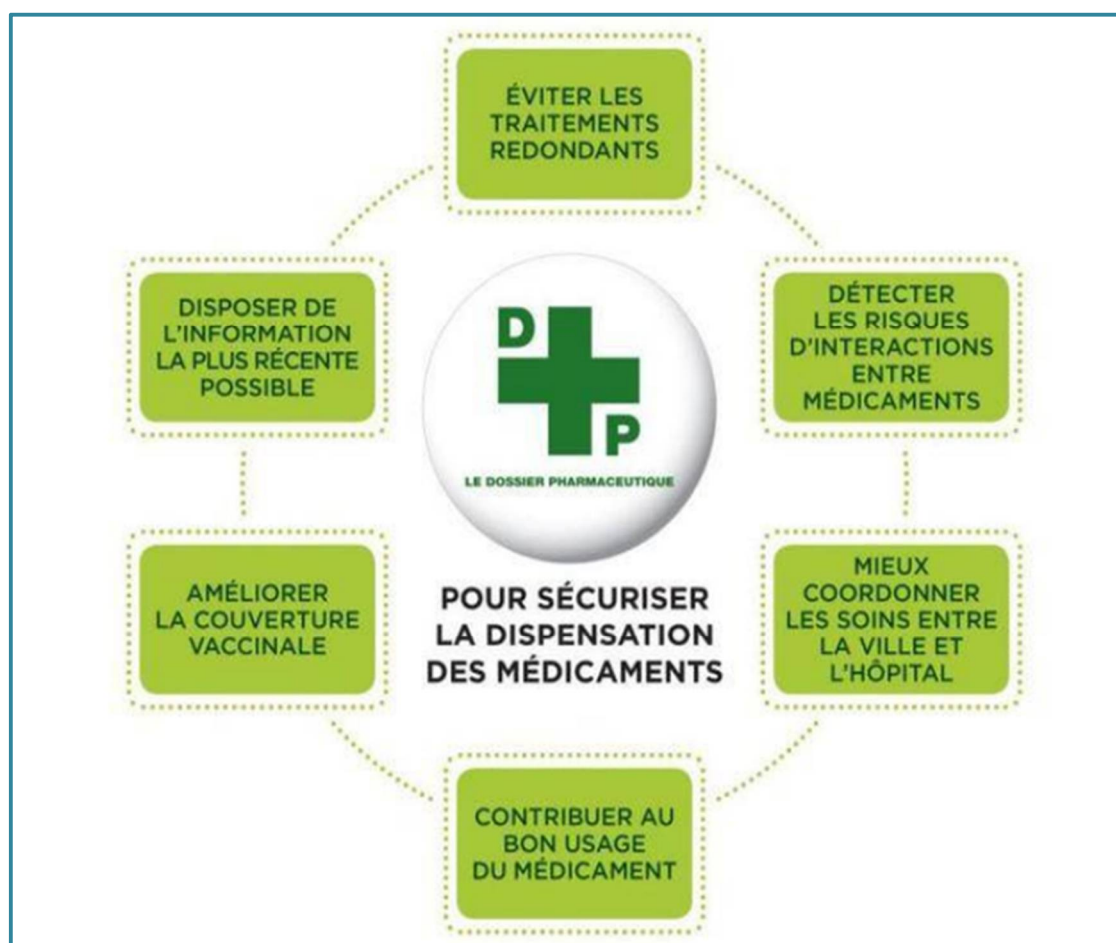 ÉVITER LES
TRAITEMENTS
REDONDANTS
DISPOSER DE
L'INFORMATION
LA PLUS RÉCENTE
POSSIBLE
D
P
LE DOSSIER PHARMACEUTIQUE
DÉTECTER
LES RISQUES
D'INTERACTIONS
ENTRE
MÉDICAMENTS
AMÉLIORER
LA COUVERTURE
VACCINALE
POUR SÉCURISER
LA DISPENSATION
DES MÉDICAMENTS
MIEUX
COORDONNER
LES SOINS ENTRE
LA VILLE ET
L'HÔPITAL
CONTRIBUER AU
BON USAGE
DU MÉDICAMENT